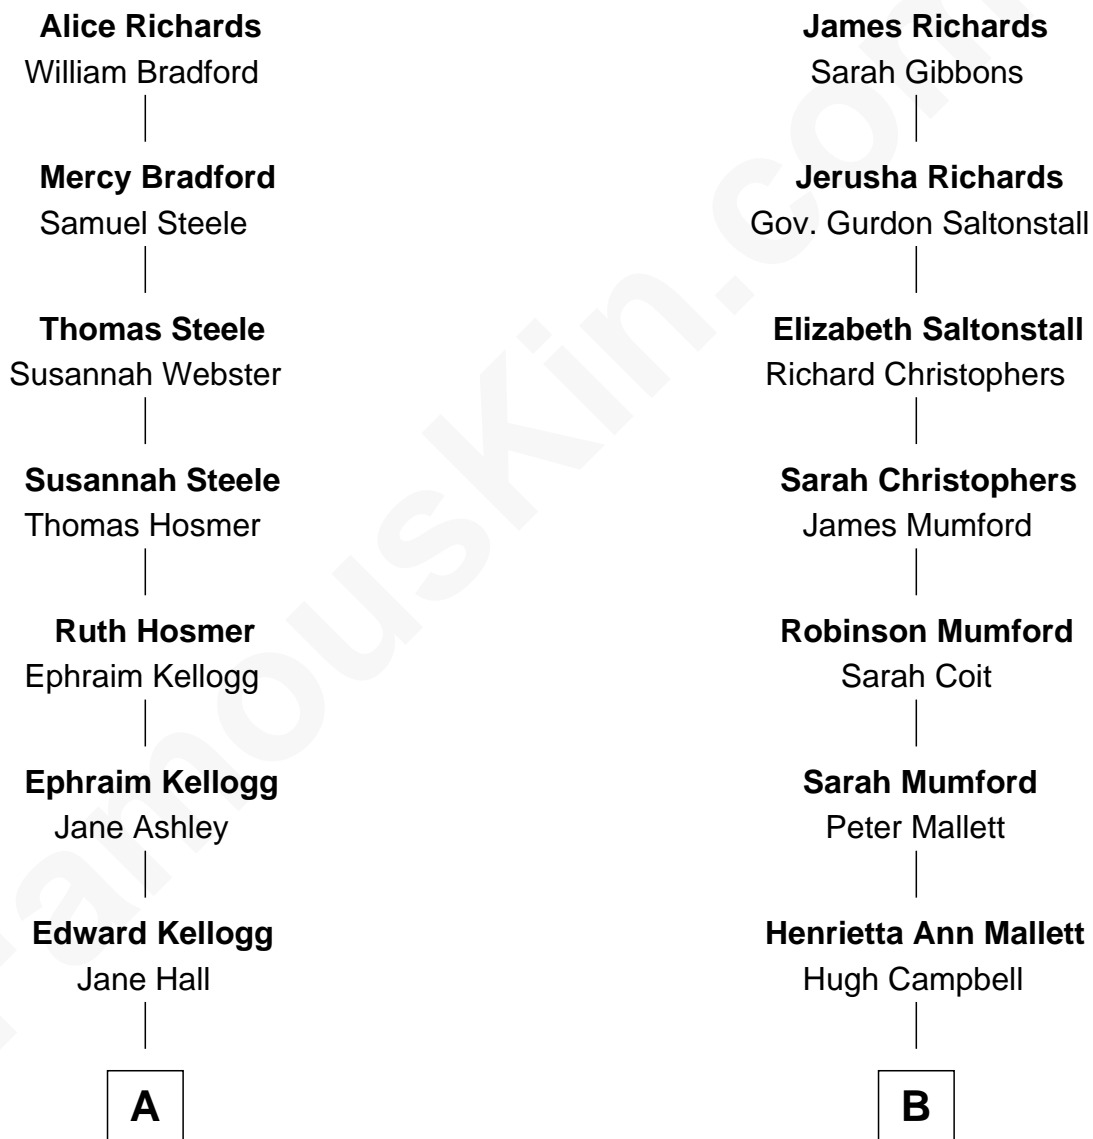 Alice Richards
William Bradford
Mercy Bradford
Samuel Steele
Thomas Steele
Susannah Webster
Susannah Steele
Thomas Hosmer
Ruth Hosmer
Ephraim Kellogg
Ephraim Kellogg
Jane Ashley
Edward Kellogg
Jane Hall
A
James Richards
Sarah Gibbons
Jerusha Richards
Gov. Gurdon Saltonstall
Elizabeth Saltonstall
Richard Christophers
Sarah Christophers
James Mumford
Robinson Mumford
Sarah Coit
Sarah Mumford
Peter Mallett
Henrietta Ann Mallett
Hugh Campbell
B
FamousKin.com